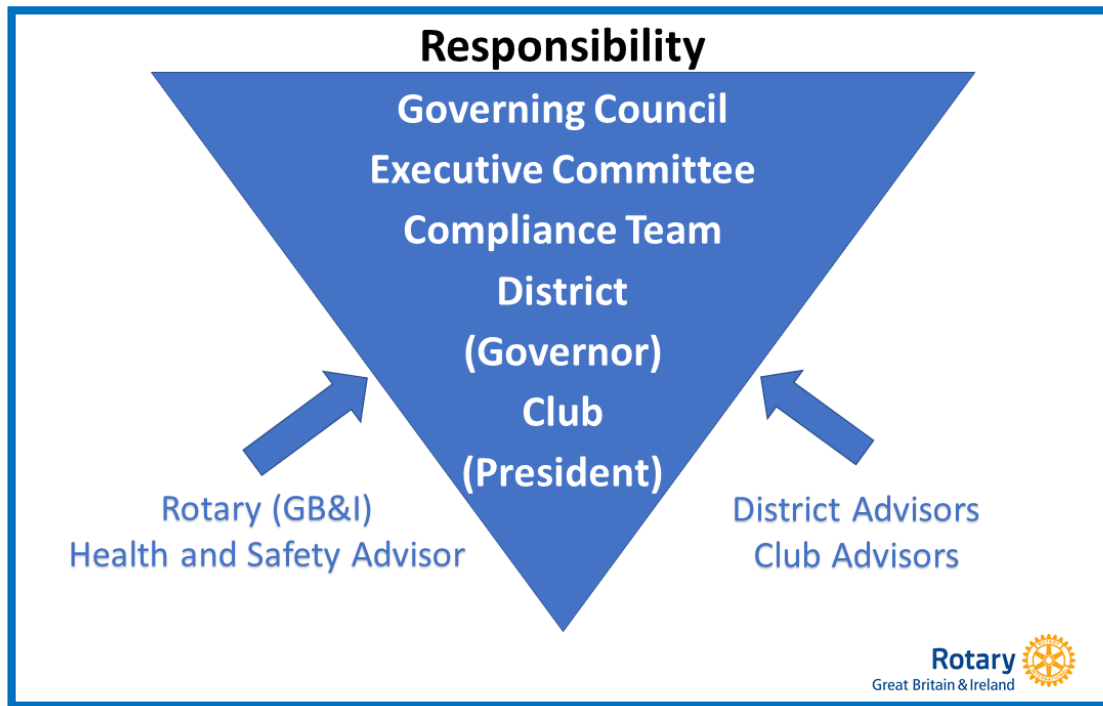 Responsibility
Governing Council
Executive Committee
Compliance Team
District
(Governor)
Club
(President)
Rotary (GB&I)
Health and Safety Advisor
District Advisors
Club Advisors
Rotary
Great Britain & Ireland